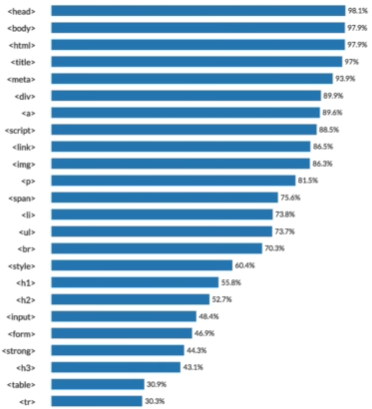 <head> 98.1%
<body> 97.9%
<html> 97.9%
<title> 97%
<meta> 93.9%
<div> 89.9%
<a> 89.6%
<script> 88.5%
<link> 86.5%
<img> 86.3%
<p> 81.5%
<span> 75.6%
<li> 73.8%
<ul> 73.7%
<br> 70.3%
<style> 60.4%
<h1> 55.8%
<h2> 52.7%
<input> 48.4%
<form> 46.9%
<strong> 44.3%
<h3> 43.1%
<table> 30.9%
<tr> 30.3%